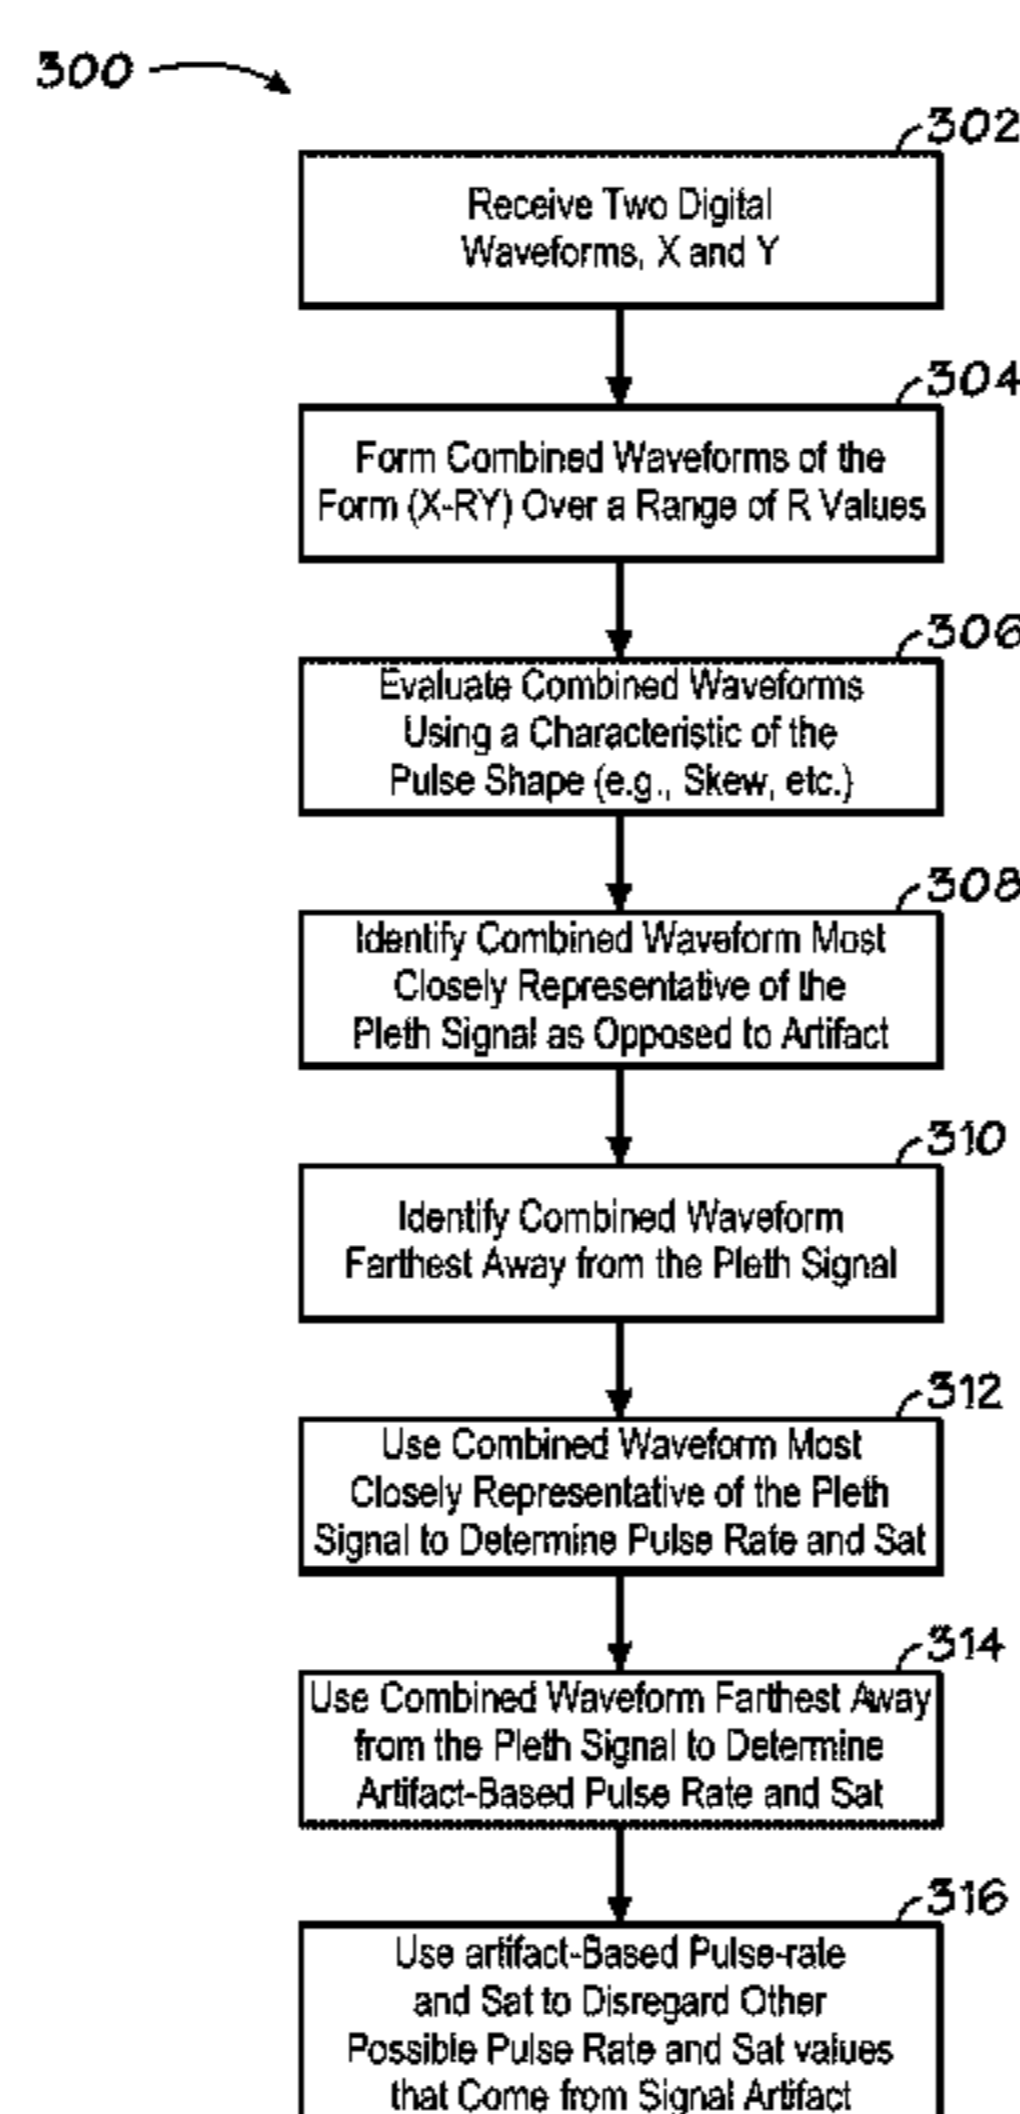 300
302
Receive Two Digital
Waveforms, X and Y
304
Form Combined Waveforms of the
Form (X-RY) Over a Range of R Values
306
Evaluate Combined Waveforms
Using a Characteristic of the
Pulse Shape (e.g., Skew, etc.)
308
Identify Combined Waveform Most
Closely Representative of the
Pleth Signal as Opposed to Artifact
310
Identify Combined Waveform
Farthest Away from the Pleth Signal
312
Use Combined Waveform Most
Closely Representative of the Pleth
Signal to Determine Pulse Rate and Sat
314
Use Combined Waveform Farthest Away
from the Pleth Signal to Determine
Artifact-Based Pulse Rate and Sat
316
Use artifact-Based Pulse-rate
and Sat to Disregard Other
Possible Pulse Rate and Sat values
that Come from Signal Artifact